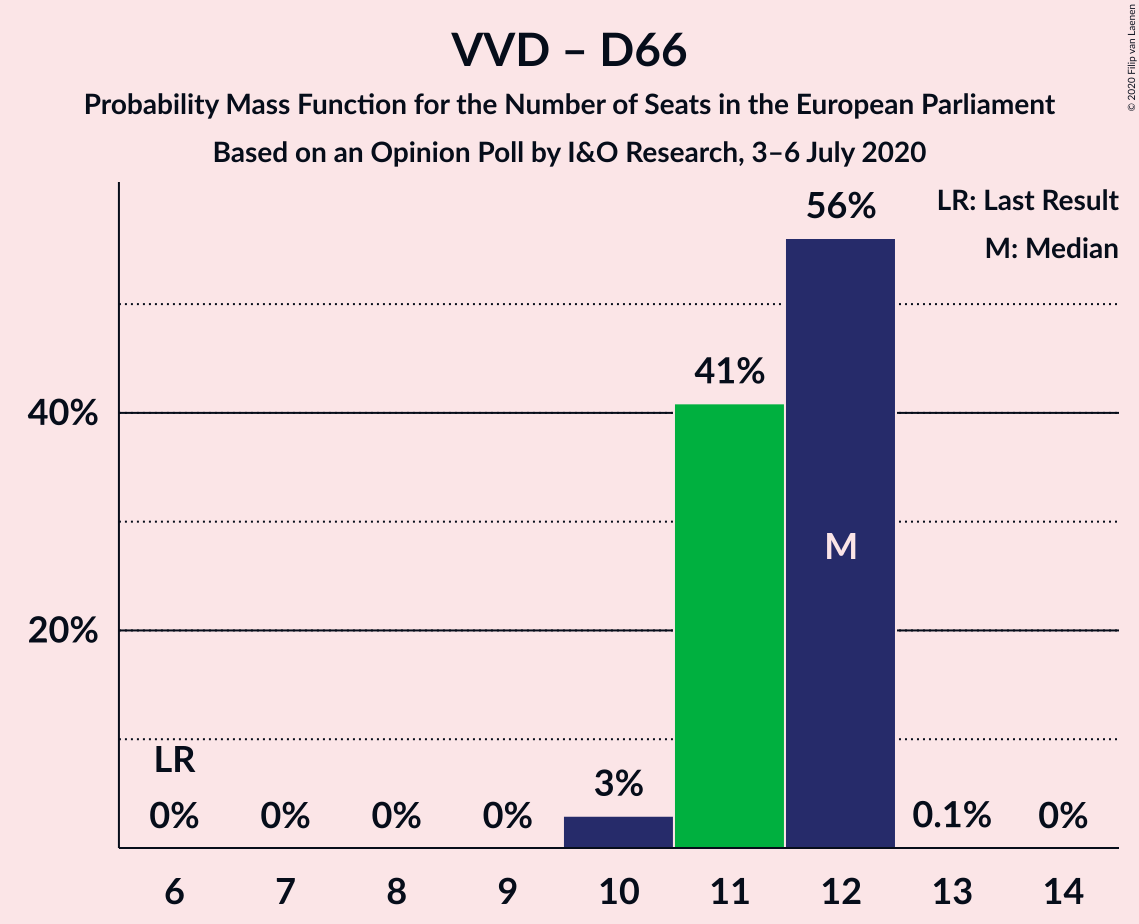 VVD – D66
Probability Mass Function for the Number of Seats in the European Parliament
Based on an Opinion Poll by I&O Research, 3–6 July 2020
© 2020 Filip van Laenen
LR: Last Result
M: Median
56%
41%
40%
M
20%
LR
3%
0% 0% 0% 0% 0.1% 0%
6 7 8 9 10 11 12 13 14